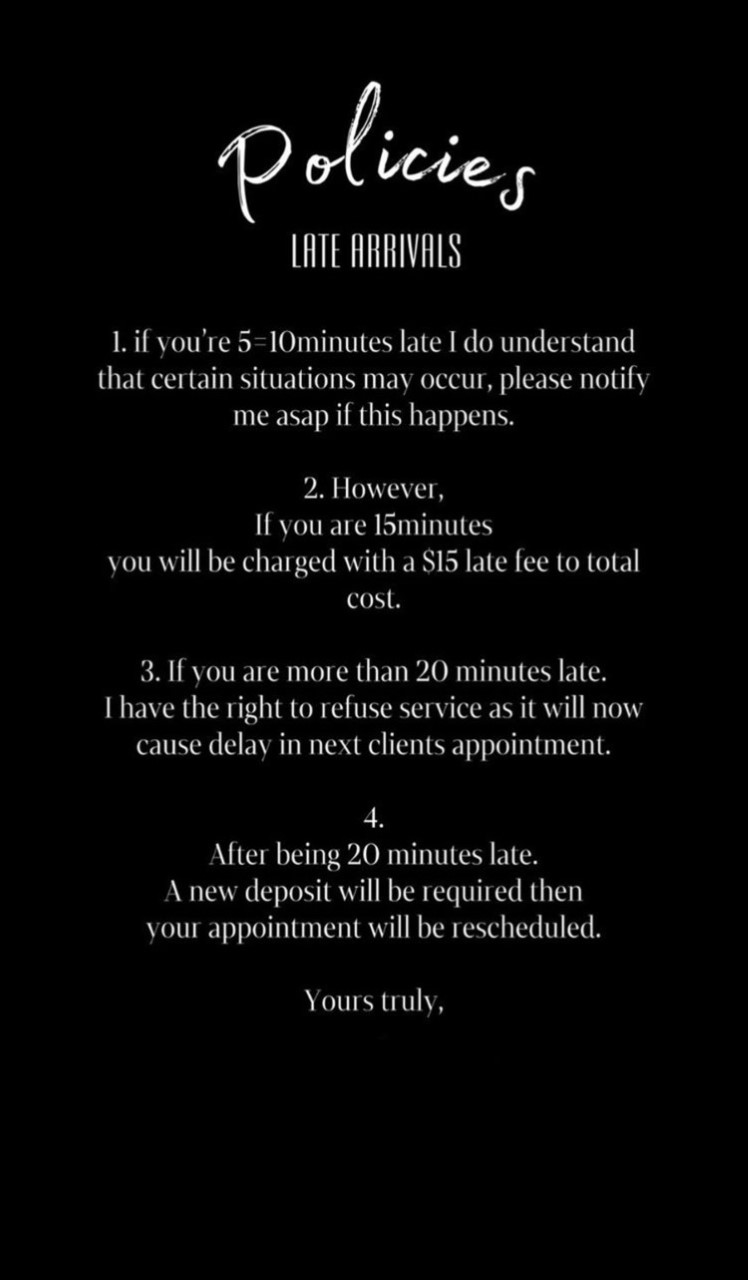 Policies
LATE ARRIVALS
1. if you're 5=10minutes late I do understand
that certain situations may occur, please notify
me asap if this happens.
2. However,
If you are 15minutes
you will be charged with a $15 late fee to total
cost.
3. If you are more than 20 minutes late.
I have the right to refuse service as it will now
cause delay in next clients appointment.
4.
After being 20 minutes late.
A new deposit will be required then
your appointment will be rescheduled.
Yours truly,